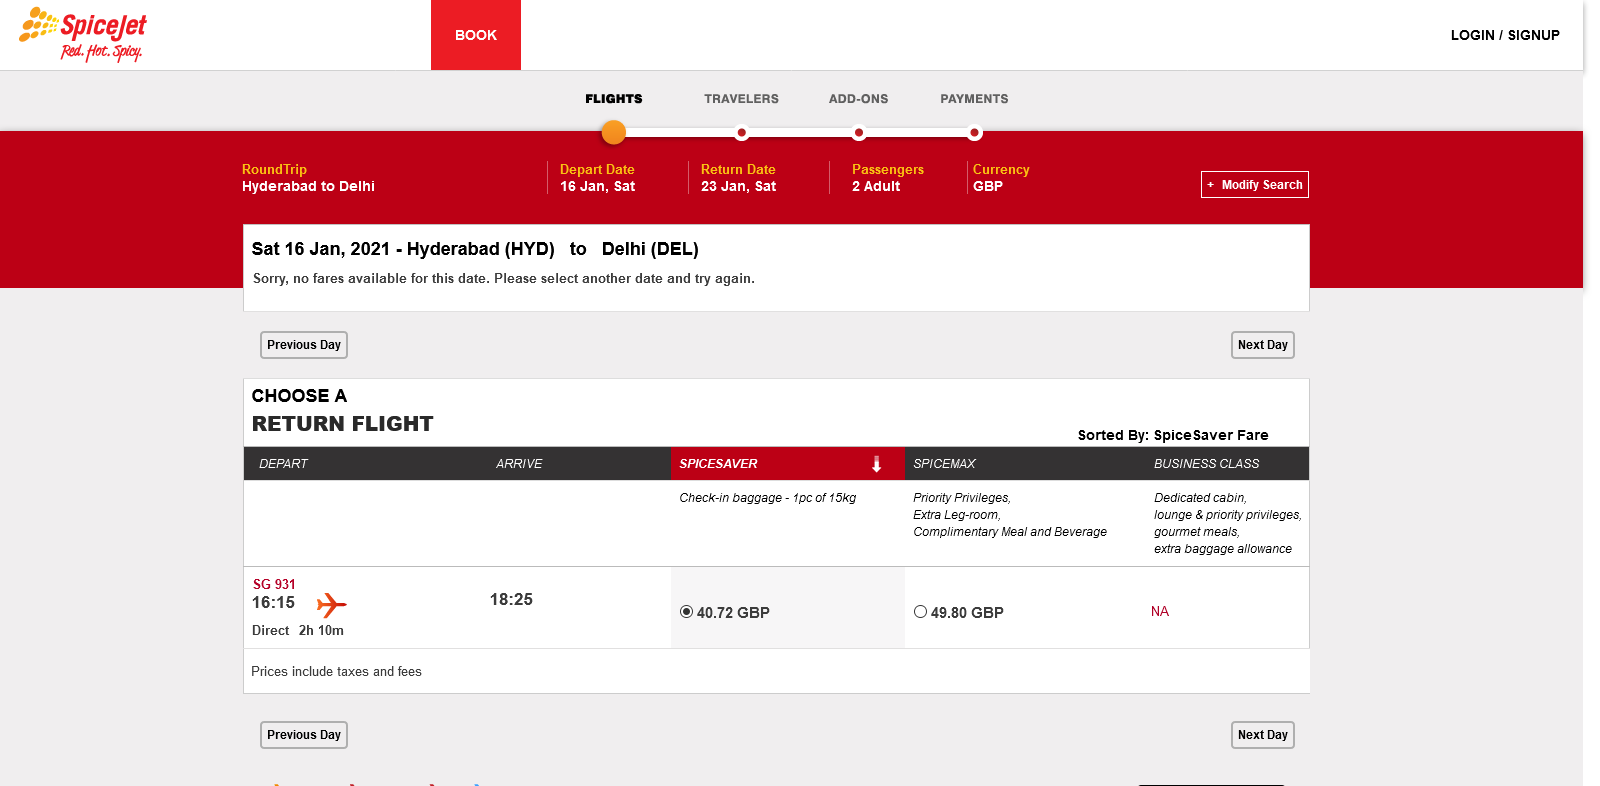 SpiceJet
Red. Hot. Spicy.
BOOK
LOGIN / SIGNUP
FLIGHTS TRAVELERS ADD-ONS PAYMENTS
RoundTrip Depart Date Return Date Passengers Currency
Hyderabad to Delhi 16 Jan, Sat 23 Jan, Sat 2 Adult GBP
+ Modify Search
Sat 16 Jan, 2021 - Hyderabad (HYD) to Delhi (DEL)
Sorry, no fares available for this date. Please select another date and try again.
Previous Day Next Day
CHOOSE A
RETURN FLIGHT
Sorted By: SpiceSaver Fare
DEPART ARRIVE SPICESAVER SPICEMAX BUSINESS CLASS
Check-in baggage - 1pc of 15kg
Priority Privileges,
Extra Leg-room,
Complimentary Meal and Beverage
Dedicated cabin,
lounge & priority privileges,
gourmet meals,
extra baggage allowance
SG 931
16:15 18:25 40.72 GBP 49.80 GBP NA
Direct 2h 10m
Prices include taxes and fees
Previous Day Next Day